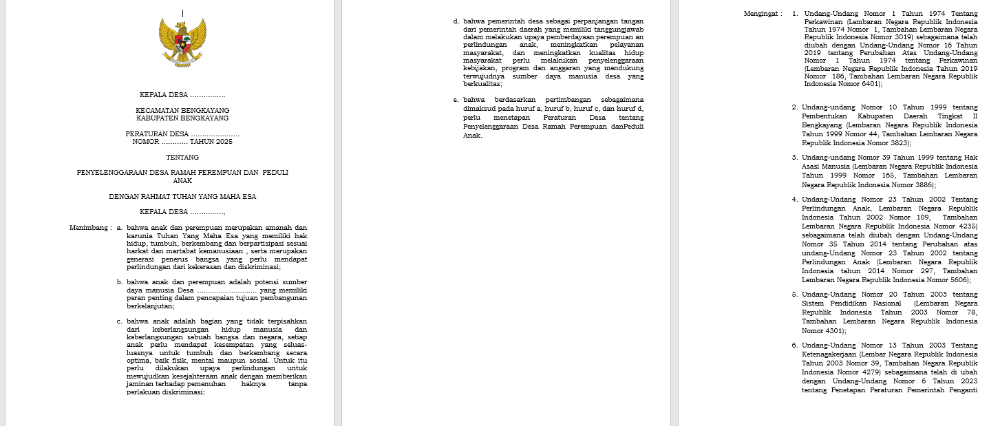 KEPALA DESA ................
KECAMATAN BENGKAYANG
KABUPATEN BENGKAYANG
PERATURAN DESA ......................
NOMOR ............ TAHUN 2025
TENTANG
PENYELENGGARAAN DESA RAMAH PEREMPUAN DAN PEDULI
ANAK
DENGAN RAHMAT TUHAN YANG MAHA ESA
KEPALA DESA ................,
Menimbang : a. bahwa anak dan perempuan merupakan amanah dan
karunia Tuhan Yang Maha Esa yang memiliki hak
hidup, tumbuh, berkembang dan berpartisipasi sesuai
harkat dan martabat kemanusiaan , serta merupakan
generasi penerus bangsa yang perlu mendapat
perlindungan dari kekerasan dan diskriminasi;
b. bahwa anak dan perempuan adalah potensi sumber
daya manusia Desa ........................... yang memiliki
peran penting dalam pencapaian tujuan pembangunan
berkelanjutan;
c. bahwa anak adalah bagian yang tidak terpisahkan
dari keberlangsungan hidup manusia dan
keberlangsungan sebuah bangsa dan negara, setiap
anak perlu mendapat kesempatan yang seluas-
luasnya untuk tumbuh dan berkembang secara
optima, baik fisik, mental maupun sosial. Untuk itu
perlu dilakukan upaya perlindungan untuk
mewujudkan kesejahteraan anak dengan memberikan
jaminan terhadap pemenuhan haknya tanpa
perlakuan diskriminasi;
d. bahwa pemerintah desa sebagai perpanjangan tangan
dari pemerintah daerah yang memiliki tanggungjawab
dalam melakukan upaya pemberdayaan perempuan an
perlindungan anak, meningkatkan pelayanan
masyarakat, dan meningkatkan kualitas hidup
masyarakat perlu melakukan penyelenggaraan
kebijakan, program dan anggaran yang mendukung
terwujudnya sumber daya manusia desa yang
berkualitas;
e. bahwa berdasarkan pertimbangan sebagaimana
dimaksud pada huruf a, huruf b, huruf c, dan huruf d,
perlu menetapan Peraturan Desa tentang
Penyelenggaraan Desa Ramah Perempuan danPeduli
Anak.
Mengingat : 1. Undang-Undang Nomor 1 Tahun 1974 Tentang
Perkawinan (Lembaran Negara Republik Indonesia
Tahun 1974 Nomor 1, Tambahan Lembaran Negara
Republik Indonesia Nomor 3019) sebagaimana telah
diubah dengan Undang-Undang Nomor 16 Tahun
2019 tentang Perubahan Atas Undang-Undang
Nomor 1 Tahun 1974 tentang Perkawinan
(Lembaran Negara Republik Indonesia Tahun 2019
Nomor 186, Tambahan Lembaran Negara Republik
Indonesia Nomor 6401);
2. Undang-undang Nomor 10 Tahun 1999 tentang
Pembentukan Kabupaten Daerah Tingkat II
Bengkayang (Lembaran Negara Republik Indonesia
Tahun 1999 Nomor 44, Tambahan Lembaran Negara
Republik Indonesia Nomor 3823);
3. Undang-undang Nomor 39 Tahun 1999 tentang Hak
Asasi Manusia (Lembaran Negara Republik Indonesia
Tahun 1999 Nomor 165, Tambahan Lembaran
Negara Republik Indonesia Nomor 3886);
4. Undang-Undang Nomor 23 Tahun 2002 Tentang
Perlindungan Anak, Lembaran Negara Republik
Indonesia Tahun 2002 Nomor 109, Tambahan
Lembaran Negara Republik Indonesia Nomor 4235)
sebagaimana telah diubah dengan Undang-Undang
Nomor 35 Tahun 2014 tentang Perubahan atas
undang-Undang Nomor 23 Tahun 2002 tentang
Perlindungan Anak (Lembaran Negara Republik
Indonesia tahun 2014 Nomor 297, Tambahan
Lembaran Negara Republik Indonesia Nomor 5606);
5. Undang-Undang Nomor 20 Tahun 2003 tentang
Sistem Pendidikan Nasional (Lembaran Negara
Republik Indonesia Tahun 2003 Nomor 78,
Tambahan Lembaran Negara Republik Indonesia
Nomor 4301);
6. Undang-Undang Nomor 13 Tahun 2003 Tentang
Ketenagakerjaan (Lembar Negara Republik Indonesia
Tahun 2003 Nomor 39, Tambahan Negara Republik
Indonesia Nomor 4279) sebagaimana telah di ubah
dengan Undang-Undang Nomor 6 Tahun 2023
tentang Penetapan Peraturan Pemerintah Penganti